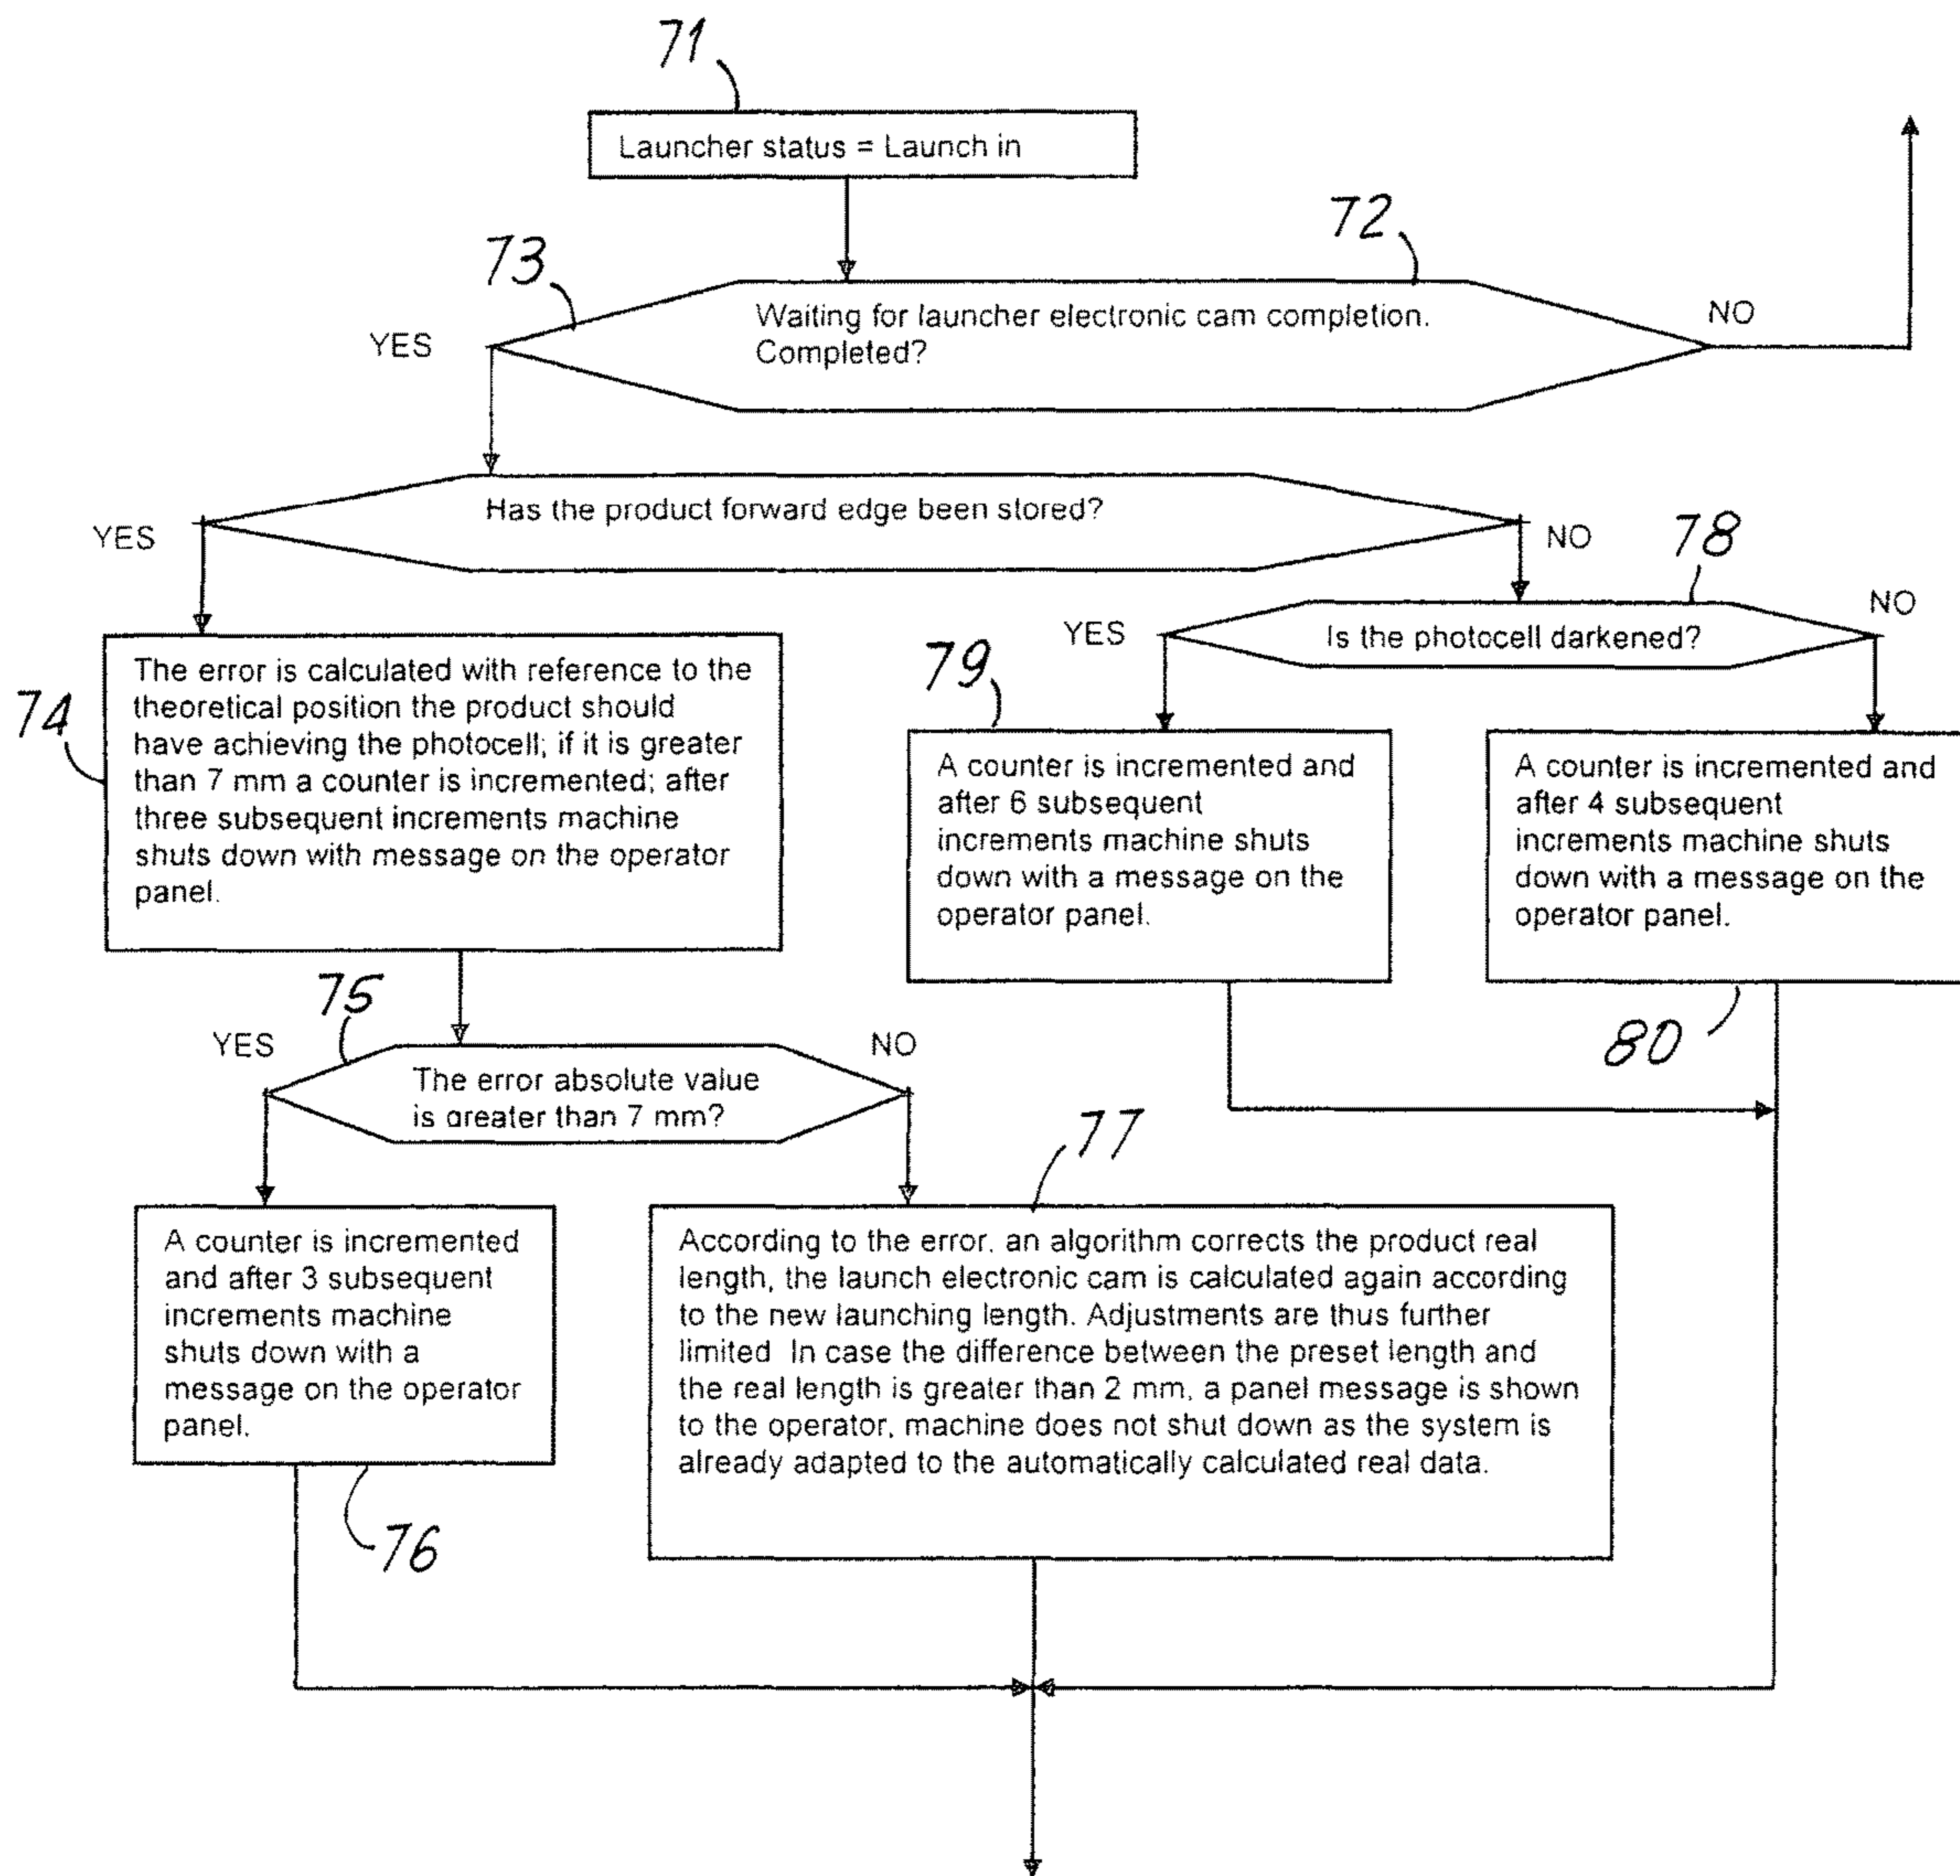 71
Launcher status = Launch in
72
73
YES
Waiting for launcher electronic cam completion.
Completed?
NO
YES
Has the product forward edge been stored?
NO
78
YES
Is the photocell darkened?
NO
74
The error is calculated with reference to the
theoretical position the product should
have achieving the photocell; if it is greater
than 7 mm a counter is incremented; after
three subsequent increments machine
shuts down with message on the operator
panel.
79
A counter is incremented and
after 6 subsequent
increments machine shuts
down with a message on the
operator panel.
A counter is incremented and
after 4 subsequent
increments machine shuts
down with a message on the
operator panel.
80
75
YES
NO
The error absolute value
is greater than 7 mm?
77
A counter is incremented
and after 3 subsequent
increments machine
shuts down with a
message on the operator
panel.
76
According to the error, an algorithm corrects the product real
length, the launch electronic cam is calculated again according
to the new launching length. Adjustments are thus further
limited In case the difference between the preset length and
the real length is greater than 2 mm, a panel message is shown
to the operator, machine does not shut down as the system is
already adapted to the automatically calculated real data.